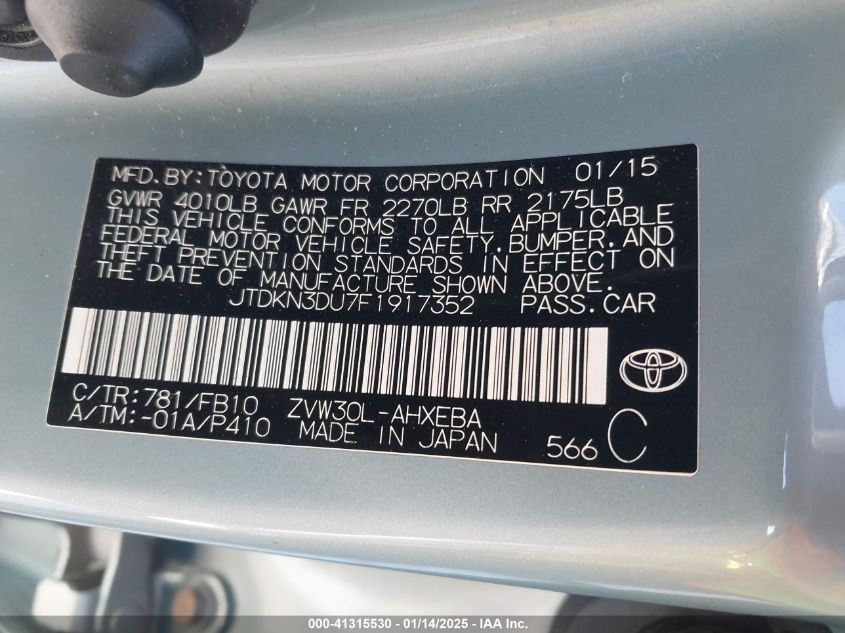 MFD. BY: TOYOTA MOTOR CORPORATION 01/15
GVWR 4010LB GAWR FR 2270LB RR 2175LB
THIS VEHICLE CONFORMS TO ALL APPLICABLE
FEDERAL MOTOR VEHICLE SAFETY, BUMPER, AND
THEFT PREVENTION STANDARDS IN EFFECT ON
THE DATE OF MANUFACTURE SHOWN ABOVE.
JTDKN3DU7F1917352 PASS. CAR
C/TR: 781/FB10 ZVW30L-AHXEBA
A/TM: -01A/P410 MADE IN JAPAN 566 C
000-41315530 - 01/14/2025 - IAA Inc.